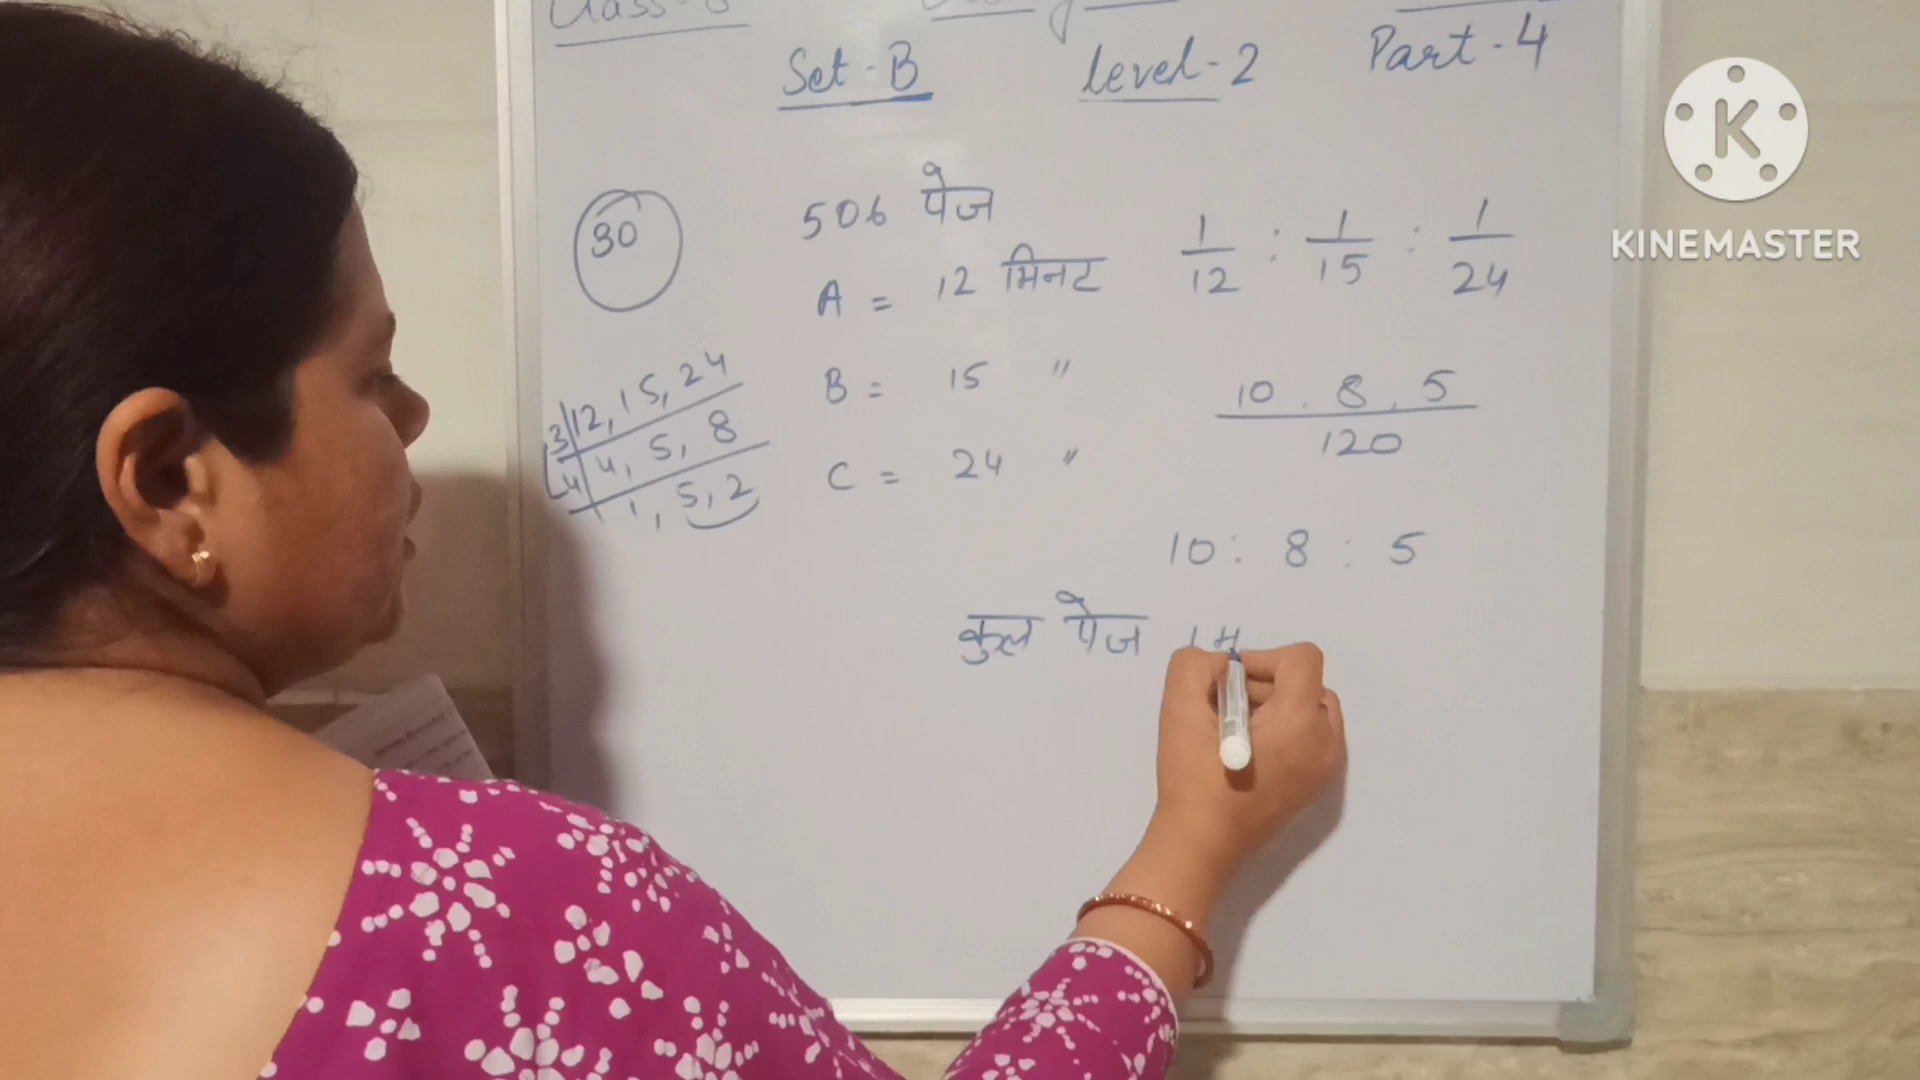 Class-
Set-B level-2 Part-4
KINEMASTER
30
506 पेज
A = 12 मिनट
B = 15 "
C = 24 "
1/12 : 1/15 : 1/24
3|12, 15, 24
4|4, 5, 8
1, 5, 2
10, 8, 5
120
10 : 8 : 5
कुल पेज